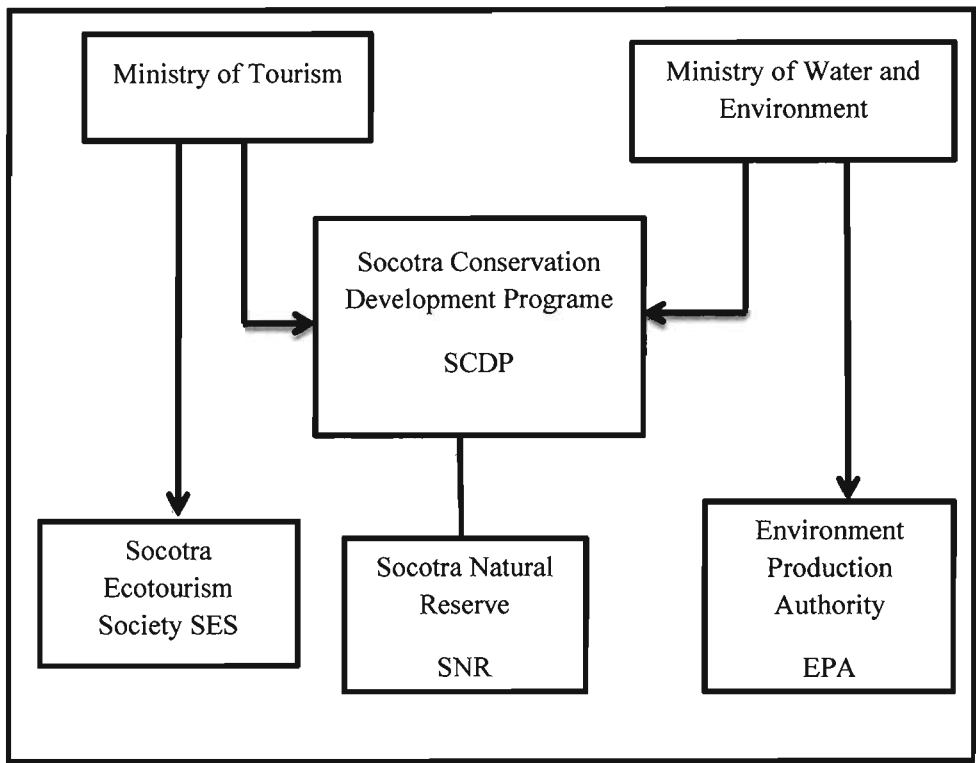 Ministry of Tourism
Ministry of Water and
Environment
Socotra Conservation
Development Programe
SCDP
Socotra
Ecotourism
Society SES
Socotra Natural
Reserve
SNR
Environment
Production
Authority
EPA